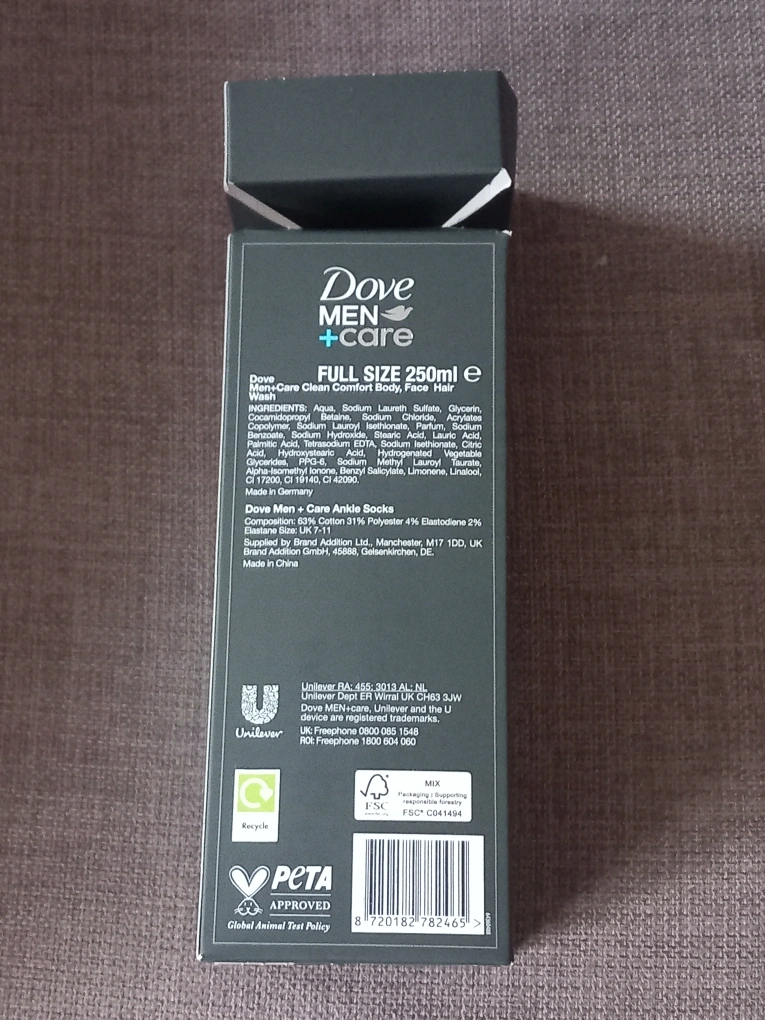 Dove
MEN
+care
FULL SIZE 250ml e
Dove
Men+Care Clean Comfort Body, Face Hair
Wash
INGREDIENTS: Aqua, Sodium Laureth Sulfate, Glycerin,
Cocamidopropyl Betaine, Sodium Chloride, Acrylates
Copolymer, Sodium Lauroyl Isethionate, Parfum, Sodium
Benzoate, Sodium Hydroxide, Stearic Acid, Lauric Acid,
Palmitic Acid, Tetrasodium EDTA, Sodium Isethionate, Citric
Acid, Hydroxystearic Acid, Hydrogenated Vegetable
Glycerides, PPG-6, Sodium Methyl Lauroyl Taurate,
Alpha-Isomethyl Ionone, Benzyl Salicylate, Limonene, Linalool,
CI 17200, CI 19140, CI 42090.
Made in Germany
Dove Men + Care Ankle Socks
Composition: 63% Cotton 31% Polyester 4% Elastodiene 2%
Elastane Size: UK 7-11
Supplied by Brand Addition Ltd., Manchester, M17 1DD, UK
Brand Addition GmbH, 45888, Gelsenkirchen, DE.
Made in China
Unilever RA: 455: 3013 AL: NL
Unilever Dept ER Wirral UK CH63 3JW
Dove MEN+care, Unilever and the U
device are registered trademarks.
UK: Freephone 0800 085 1548
ROI: Freephone 1800 604 060
Unilever
Recycle
FSC
MIX
Packaging | Supporting
responsible forestry
FSC® C041494
PETA
APPROVED
Global Animal Test Policy
8 720182 782465 >